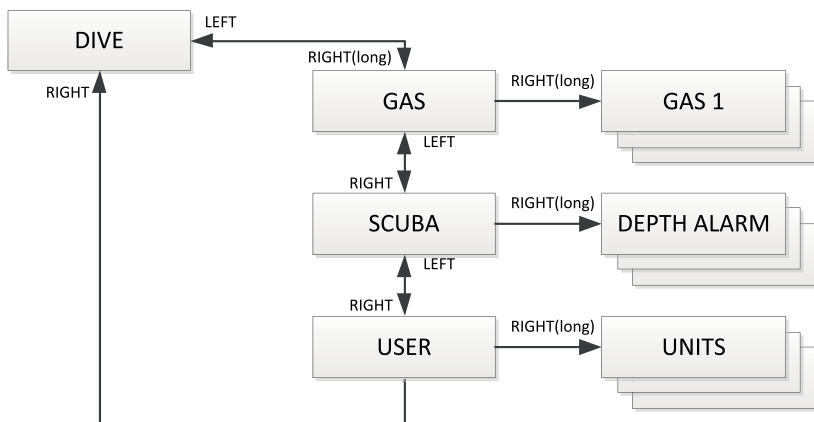 DIVE
LEFT
RIGHT(long)
RIGHT
GAS
RIGHT(long)
GAS 1
LEFT
RIGHT
SCUBA
RIGHT(long)
DEPTH ALARM
LEFT
RIGHT
USER
RIGHT(long)
UNITS